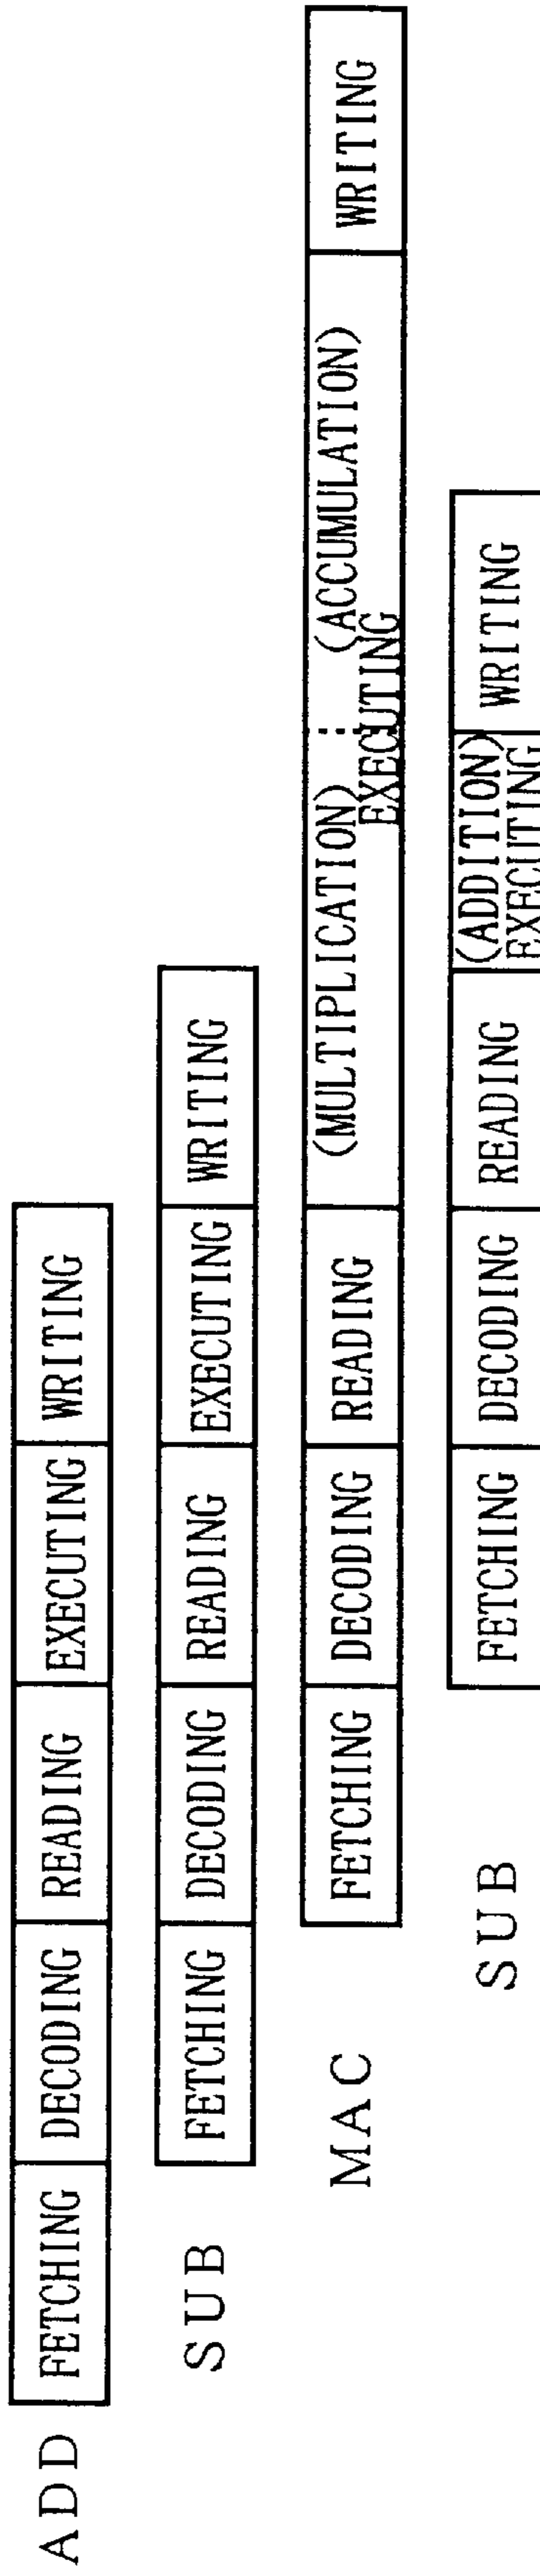 ADD FETCHING DECODING READING EXECUTING WRITING
SUB FETCHING DECODING READING EXECUTING WRITING
MAC FETCHING DECODING READING (MULTIPLICATION) (ACCUMULATION) WRITING
EXECUTING
SUB FETCHING DECODING READING (ADDITION) WRITING
EXECUTING